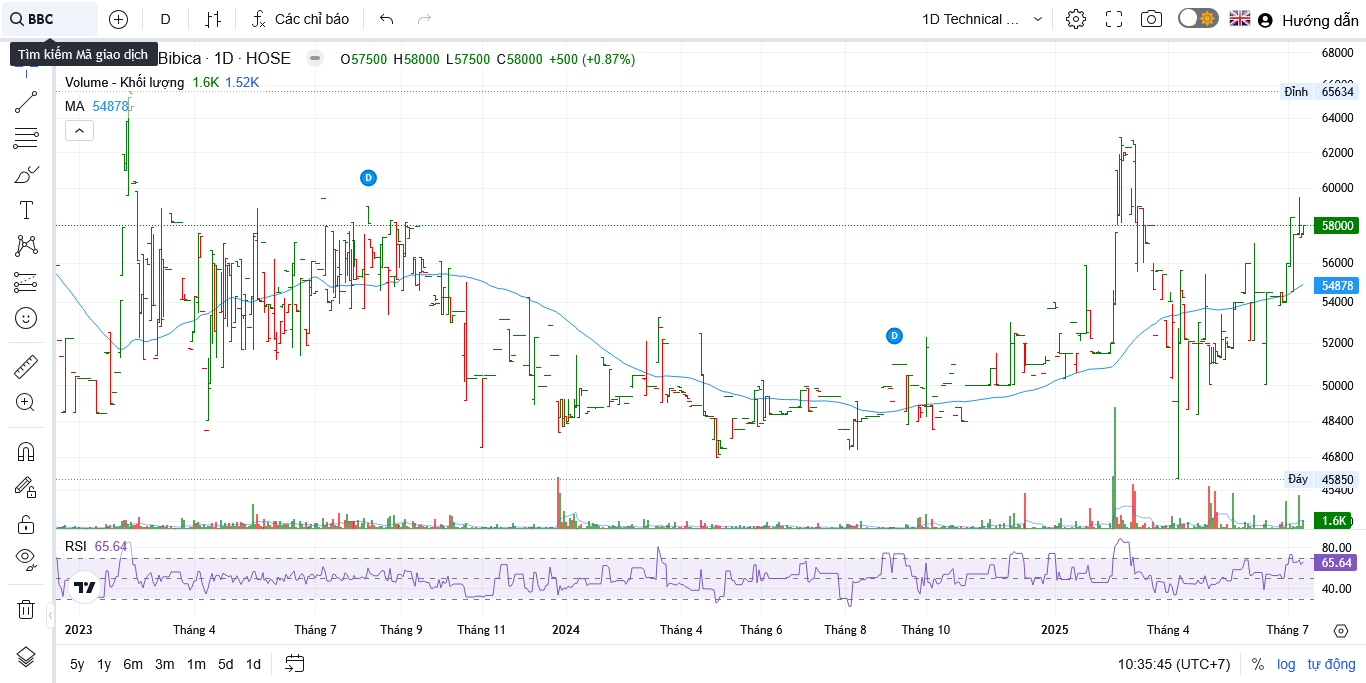 BBC D Các chỉ báo 1D Technical ... Hướng dẫn
Tìm kiếm Mã giao dịch
Bibica · 1D · HOSE O57500 H58000 L57500 C58000 +500 (+0.87%)
Volume - Khối lượng 1.6K 1.52K
MA 54878
D
D
68000
Đỉnh 65634
64000
62000
60000
58000
56000
54878
54000
52000
50000
48400
46800
Đáy 45850
45400
1.6K
RSI 65.64
80.00
65.64
40.00
2023 Tháng 4 Tháng 7 Tháng 9 Tháng 11 2024 Tháng 4 Tháng 6 Tháng 8 Tháng 10 2025 Tháng 4 Tháng 7
5y 1y 6m 3m 1m 5d 1d 10:35:45 (UTC+7) % log tự động